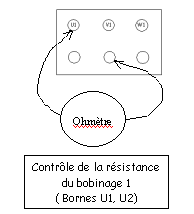 U1 V1 W1
Ohmètre
Contrôle de la résistance
du bobinage 1
( Bornes U1, U2)